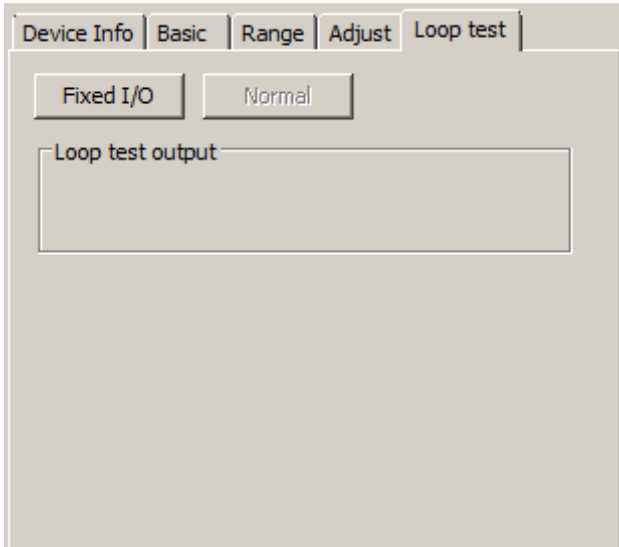 Device Info Basic Range Adjust Loop test
Fixed I/O Normal
Loop test output